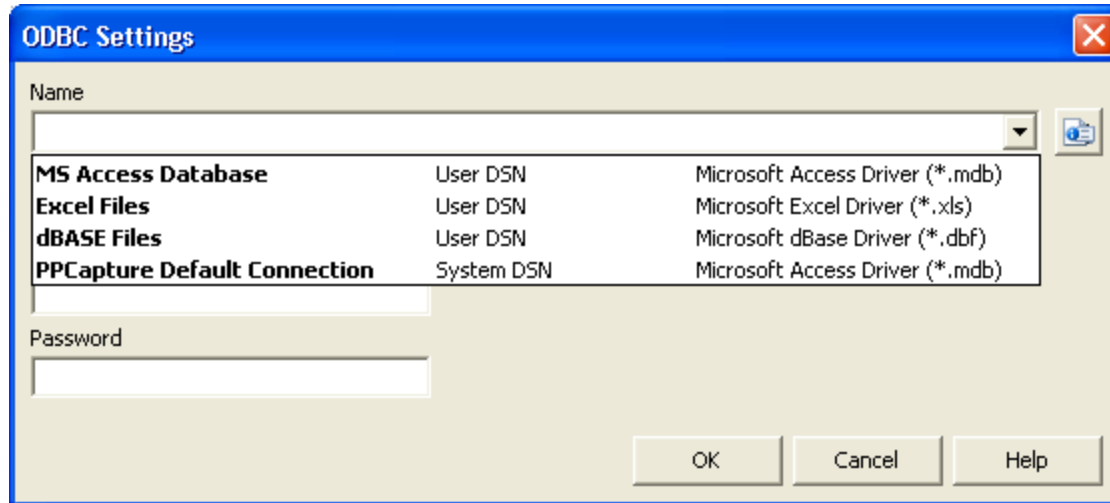 ODBC Settings
Name
MS Access Database User DSN Microsoft Access Driver (*.mdb)
Excel Files User DSN Microsoft Excel Driver (*.xls)
dBASE Files User DSN Microsoft dBase Driver (*.dbf)
PPCapture Default Connection System DSN Microsoft Access Driver (*.mdb)
Password
OK Cancel Help